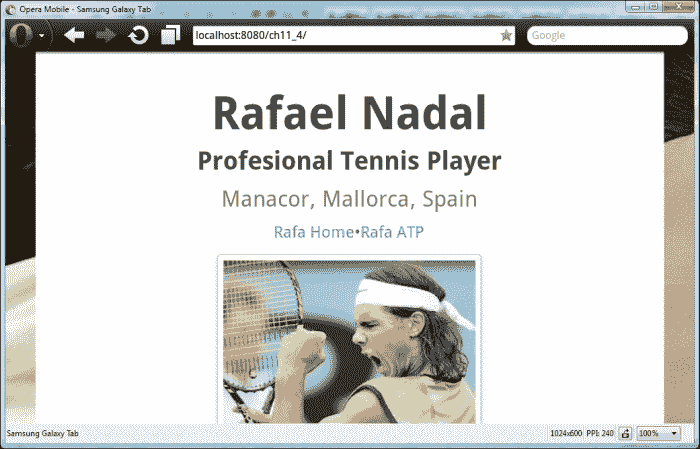 Opera Mobile - Samsung Galaxy Tab
localhost:8080/ch11_4/
Google
Rafael Nadal
Profesional Tennis Player
Manacor, Mallorca, Spain
Rafa Home•Rafa ATP
Samsung Galaxy Tab
1024x600 PPI: 240
100%